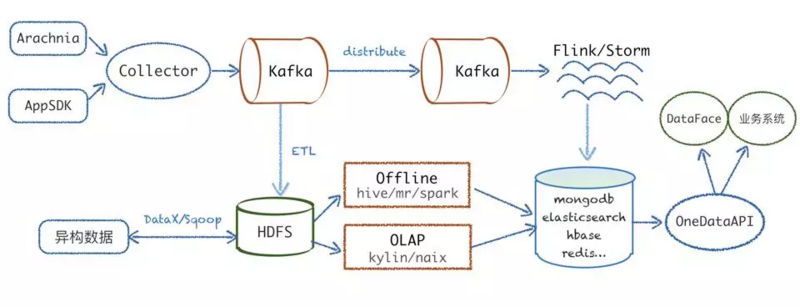 Arachnia
AppSDK
Collector
Kafka
distribute
Kafka
Flink/Storm
DataFace
业务系统
ETL
Offline
hive/mr/spark
mongodb
elasticsearch
hbase
redis...
OneDataAPI
异构数据
DataX/Sqoop
HDFS
OLAP
kylin/naix